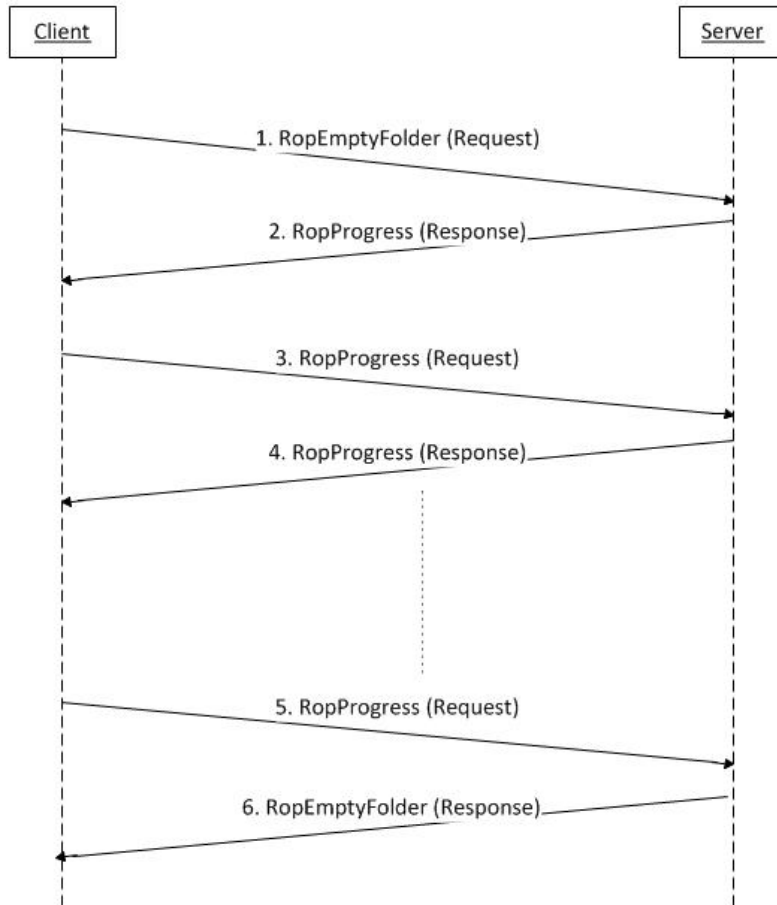 Client
Server
1. RopEmptyFolder (Request)
2. RopProgress (Response)
3. RopProgress (Request)
4. RopProgress (Response)
5. RopProgress (Request)
6. RopEmptyFolder (Response)